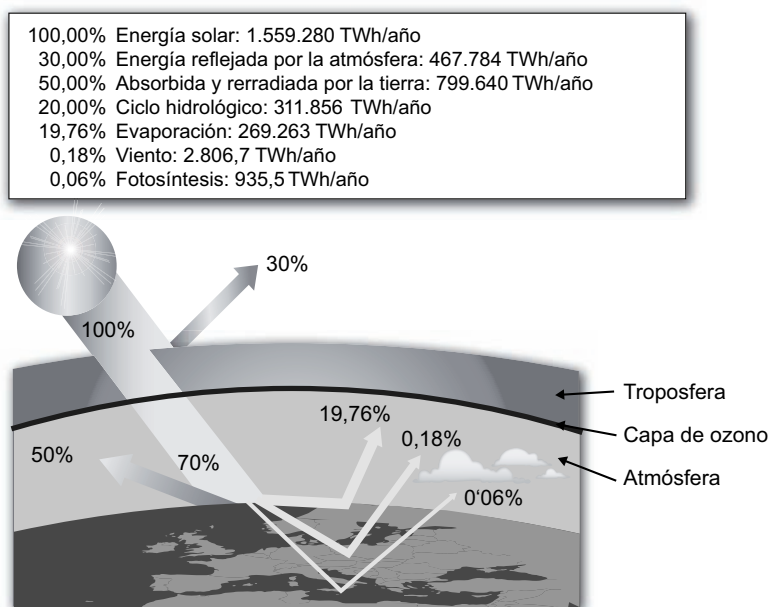 100,00% Energía solar: 1.559.280 TWh/año
30,00% Energía reflejada por la atmósfera: 467.784 TWh/año
50,00% Absorbida y rerradiada por la tierra: 799.640 TWh/año
20,00% Ciclo hidrológico: 311.856 TWh/año
19,76% Evaporación: 269.263 TWh/año
0,18% Viento: 2.806,7 TWh/año
0,06% Fotosíntesis: 935,5 TWh/año
30%
100%
Troposfera
19,76%
Capa de ozono
0,18%
50%
70%
Atmósfera
0‘06%